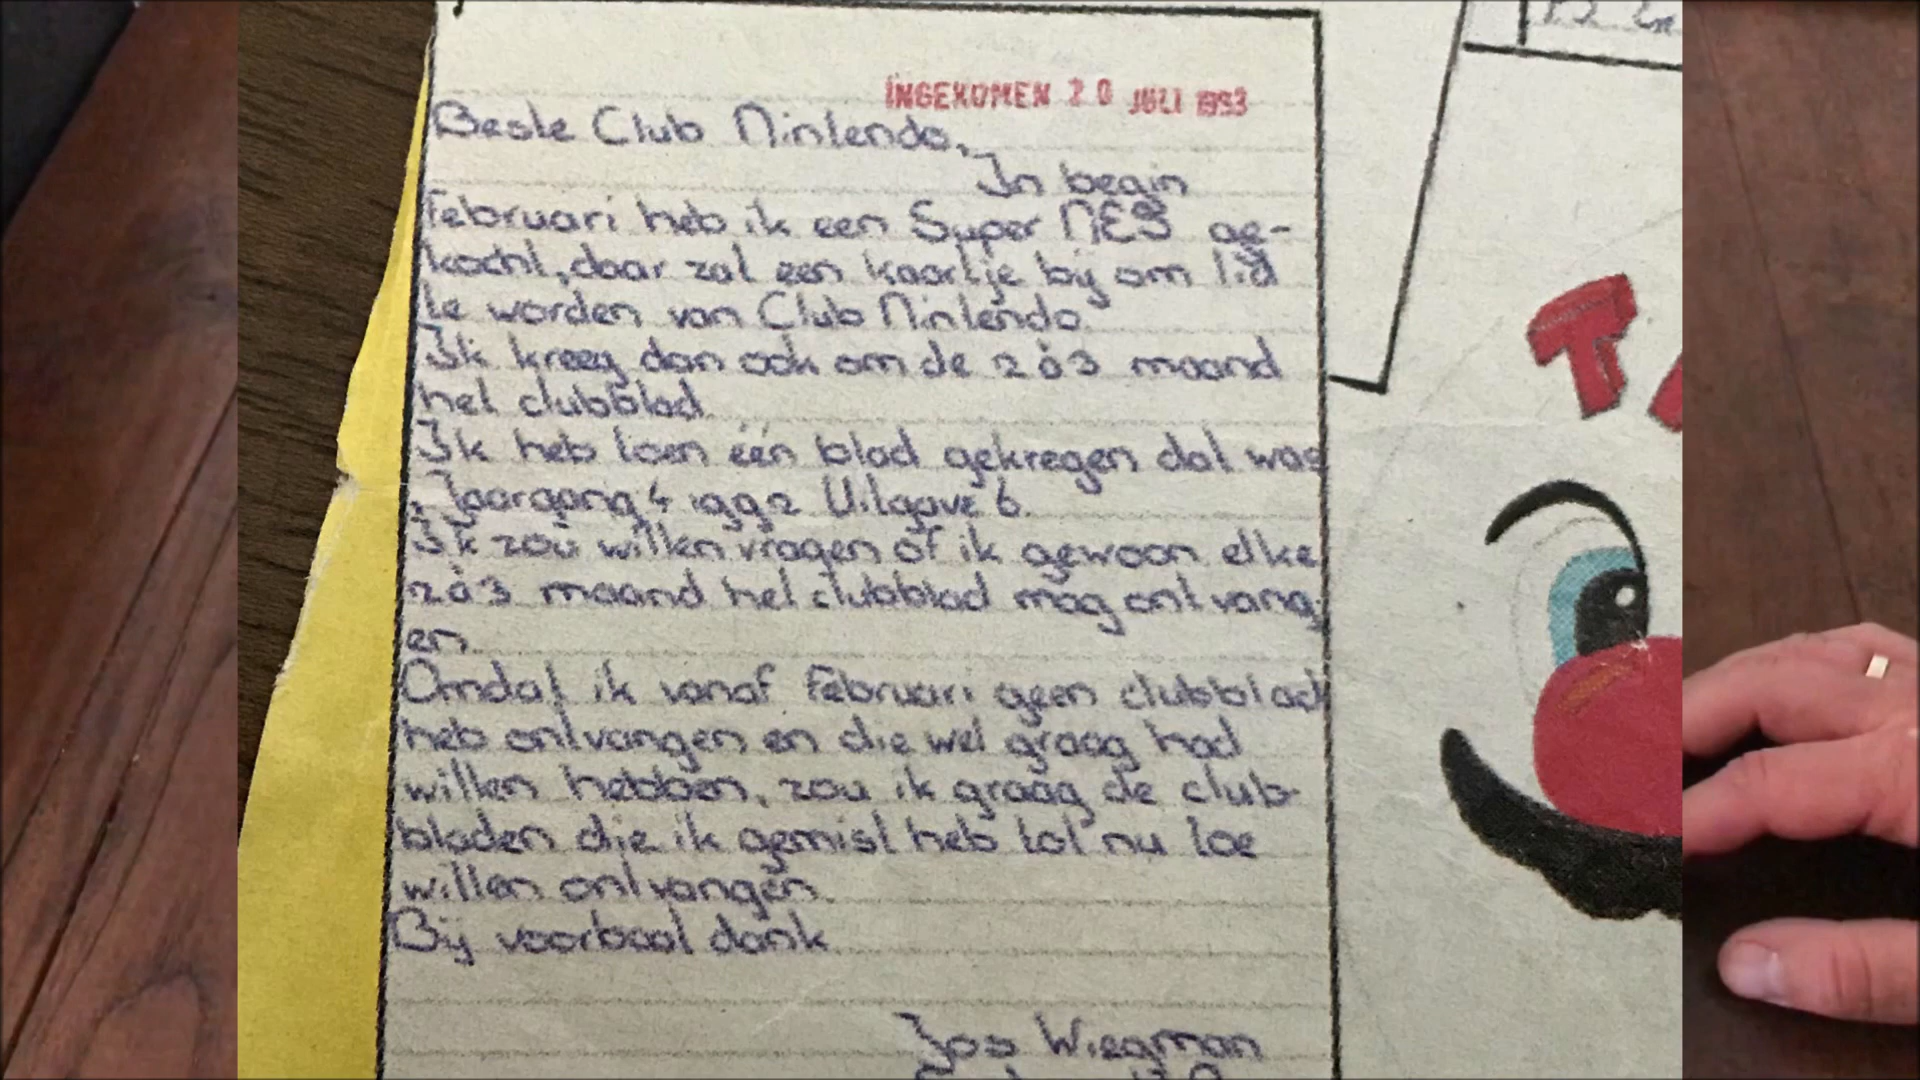 INGEKOMEN 20 JULI 1993
Beste Club Nintendo,
In begin
februari heb ik een Super NES ge-
kocht, daar zat een kaartje bij om lid
te worden van Club Nintendo.
Ik kreeg dan ook om de 2 à 3 maand
het clubblad.
Ik heb toen één blad gekregen dat was
Jaargang 4 1992 Uitgave 6.
Ik zou willen vragen of ik gewoon elke
2 à 3 maand het clubblad mag ontvang-
en.
Omdat ik vanaf februari geen clubblad
heb ontvangen en die wel graag had
willen hebben, zou ik graag de club-
bladen die ik gemist heb tot nu toe
willen ontvangen.
Bij voorbaat dank.
Jos Wiegman
T